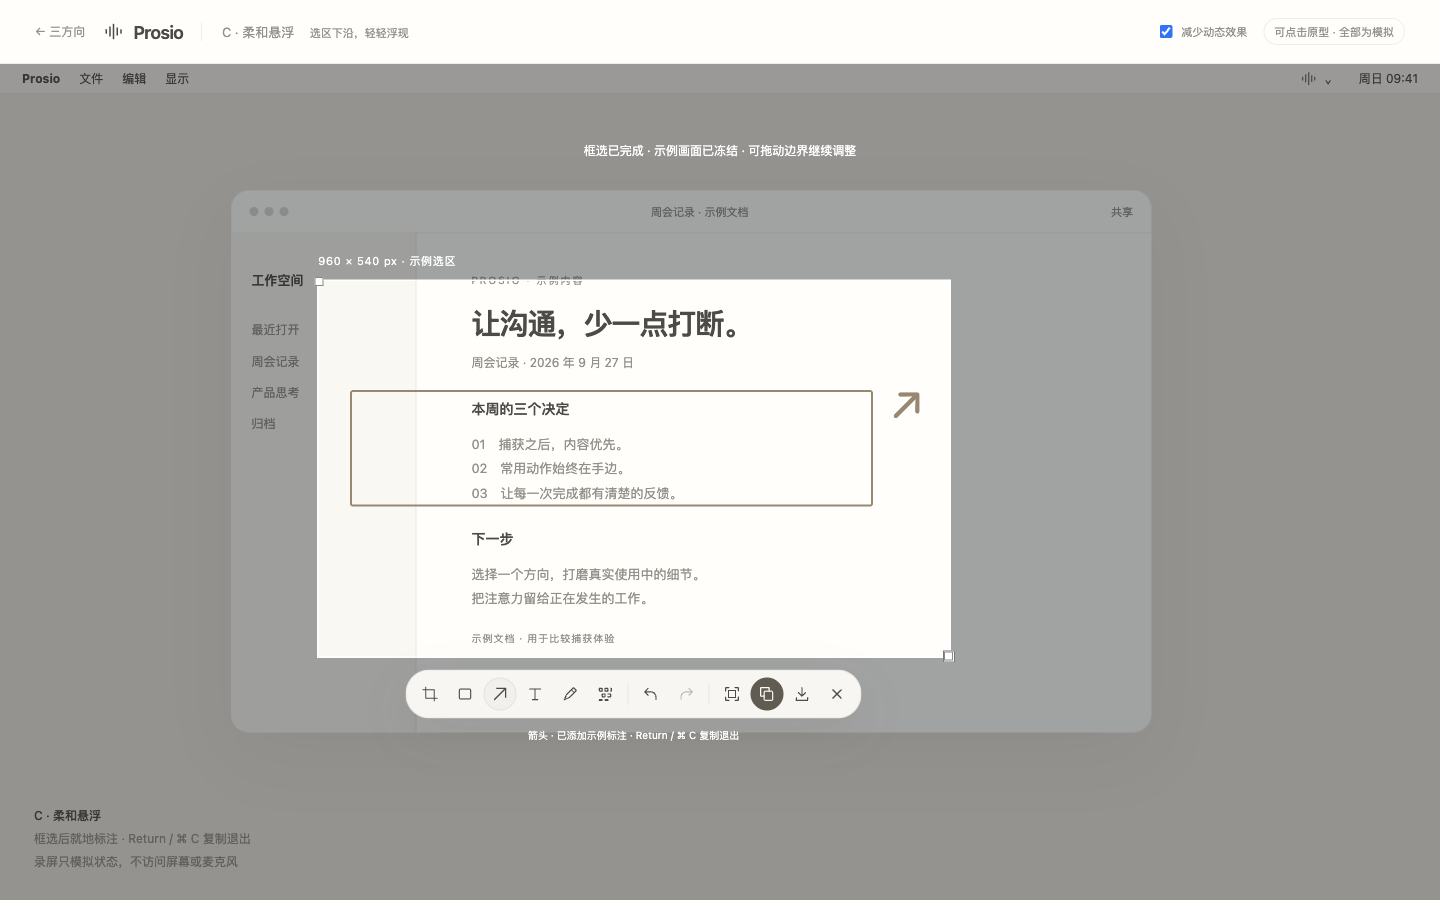 ← 三方向 Prosio C · 柔和悬浮 选区下沿，轻轻浮现 减少动态效果 可点击原型 · 全部为模拟
Prosio 文件 编辑 显示 周日 09:41
框选已完成 · 示例画面已冻结 · 可拖动边界继续调整
周会记录 · 示例文档 共享
960 × 540 px · 示例选区
工作空间
最近打开
周会记录
产品思考
归档
PROSIO · 示例内容
让沟通，少一点打断。
周会记录 · 2026 年 9 月 27 日
本周的三个决定
01 捕获之后，内容优先。
02 常用动作始终在手边。
03 让每一次完成都有清楚的反馈。
下一步
选择一个方向，打磨真实使用中的细节。
把注意力留给正在发生的工作。
示例文档 · 用于比较捕获体验
箭头 · 已添加示例标注 · Return / ⌘ C 复制退出
C · 柔和悬浮
框选后就地标注 · Return / ⌘ C 复制退出
录屏只模拟状态，不访问屏幕或麦克风